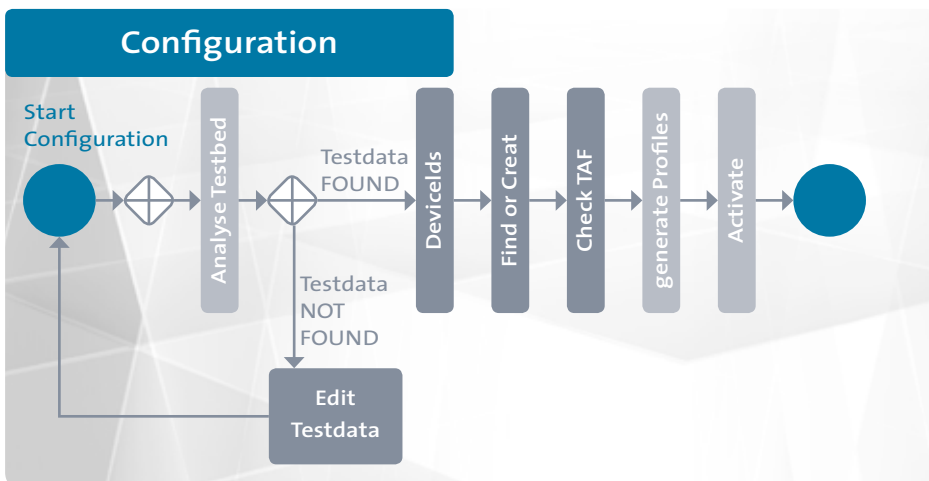 Configuration
Start
Configuration
Analyse Testbed
Testdata
FOUND
DeviceIds
Find or Creat
Check TAF
generate Profiles
Activate
Testdata
NOT
FOUND
Edit
Testdata